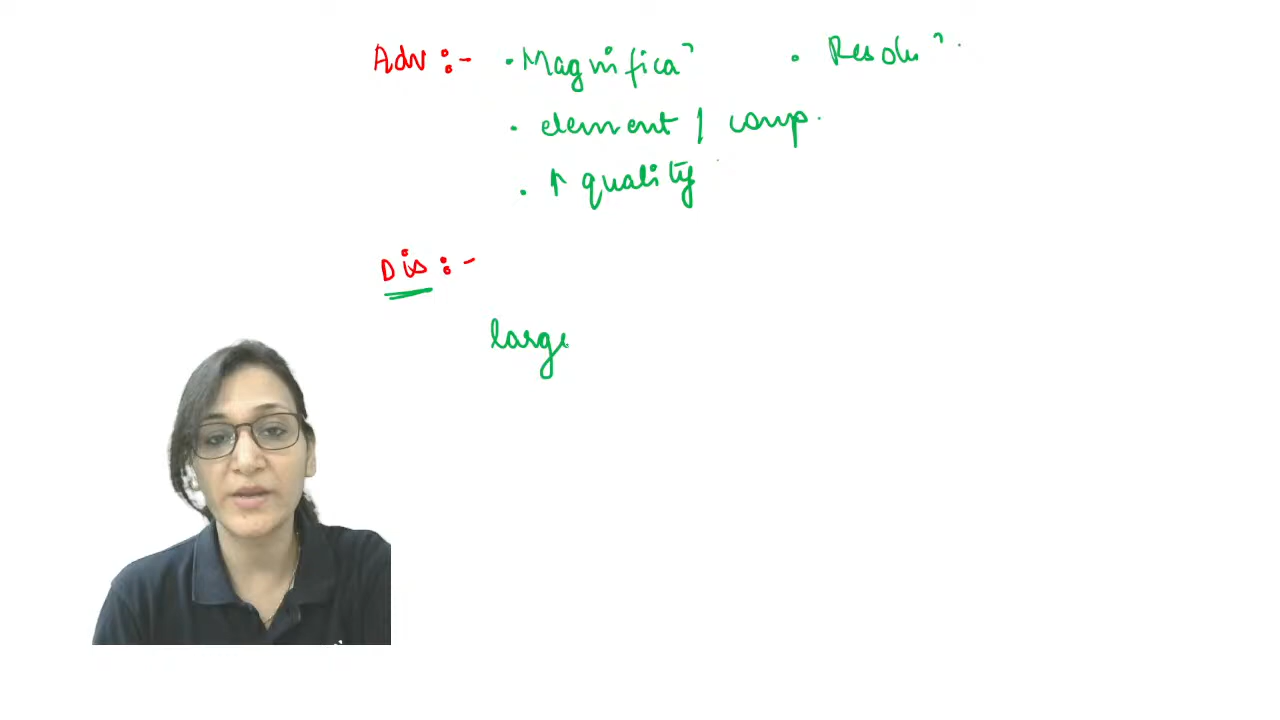 Adv :- · Magnifica? · Resolu?.
· element / comp.
· ↑ quality
Dis :-
large